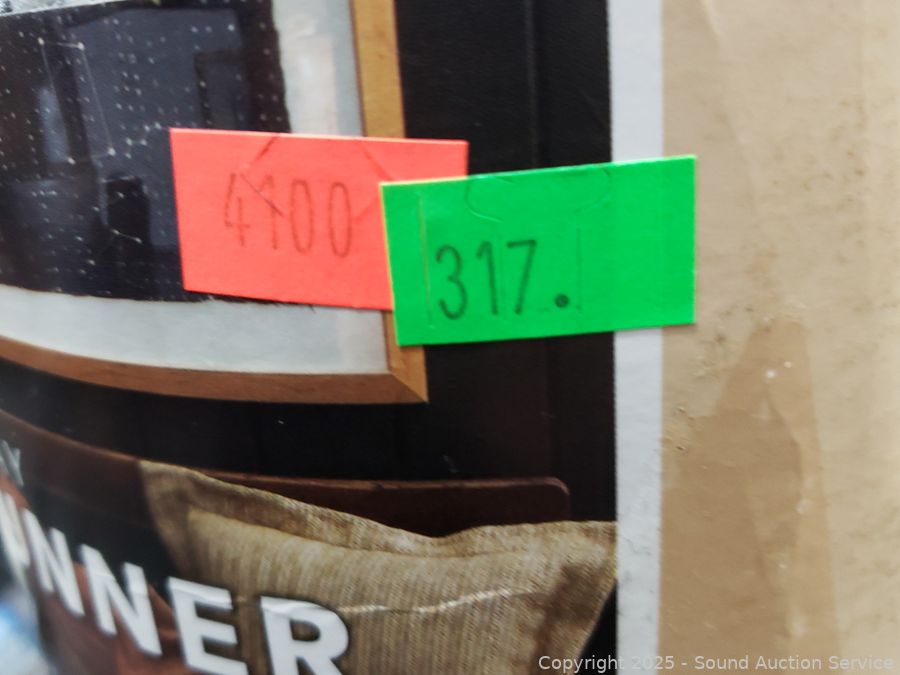 4100
317.
NNER
Copyright © 2025 - Sound Auction Service